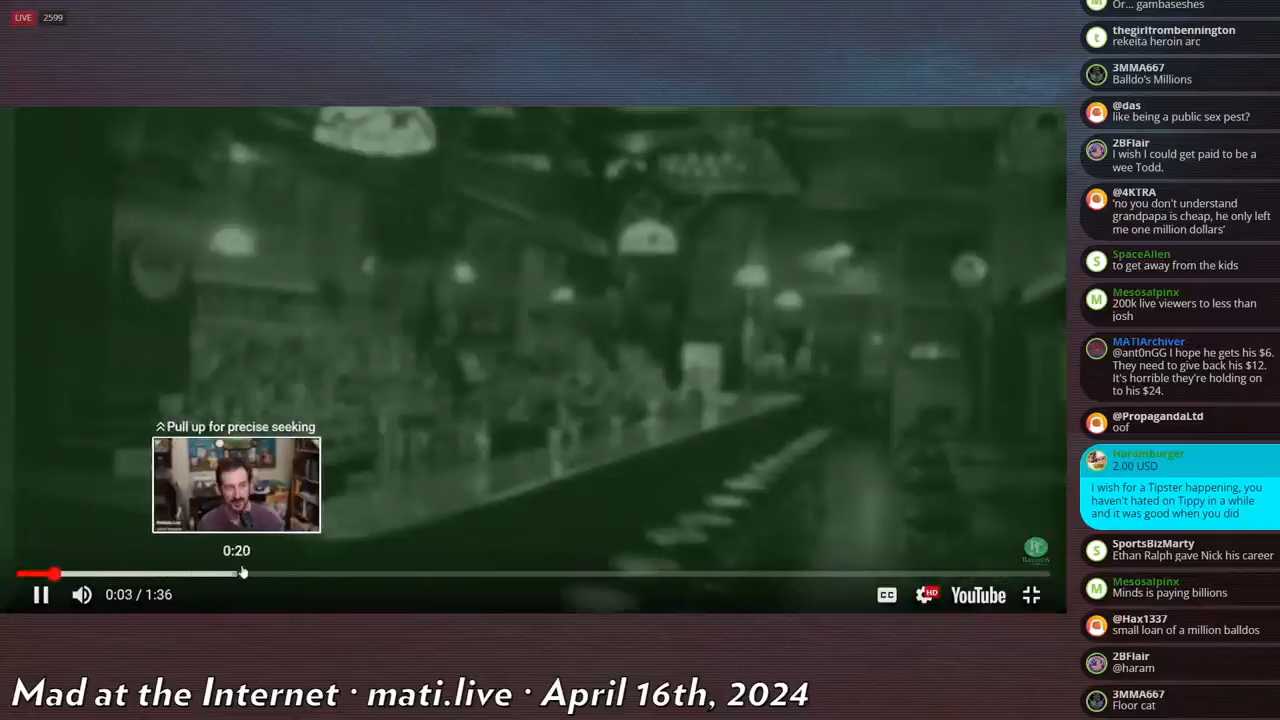 LIVE 2599
Pull up for precise seeking
0:20
0:03 / 1:36
CC
HD
YouTube
Mad at the Internet · mati.live · April 16th, 2024
Or... gambaseshes
thegirlfrombennington
rekeita heroin arc
3MMA667
Balldo's Millions
@das
like being a public sex pest?
2BFlair
I wish I could get paid to be a
wee Todd.
@4KTRA
'no you don't understand
grandpapa is cheap, he only left
me one million dollars'
SpaceAllen
to get away from the kids
Mesosalpinx
200k live viewers to less than
josh
MATIArchiver
@ant0nGG I hope he gets his $6.
They need to give back his $12.
It's horrible they're holding on
to his $24.
@PropagandaLtd
oof
Haramburger
2.00 USD
I wish for a Tipster happening, you
haven't hated on Tippy in a while
and it was good when you did
SportsBizMarty
Ethan Ralph gave Nick his career
Mesosalpinx
Minds is paying billions
@Hax1337
small loan of a million balldos
2BFlair
@haram
3MMA667
Floor cat